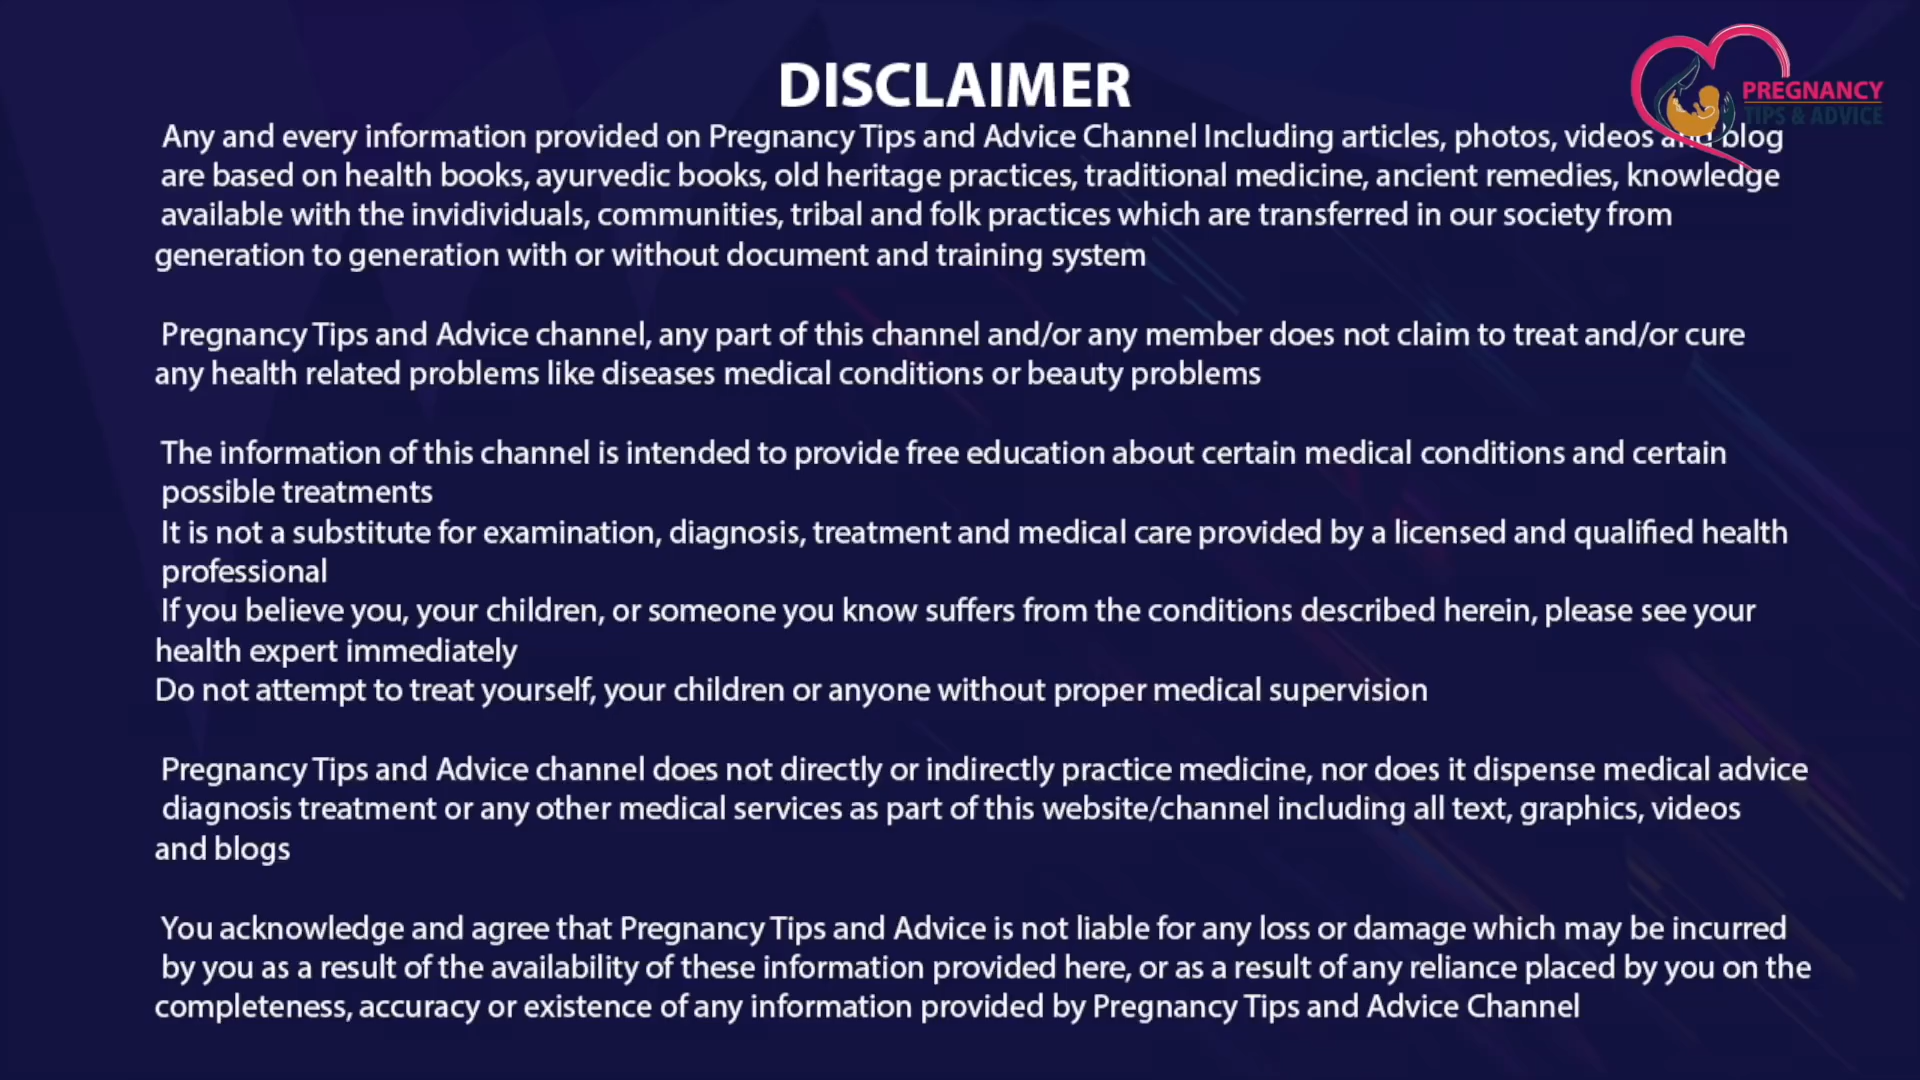 DISCLAIMER
PREGNANCY
TIPS & ADVICE
Any and every information provided on Pregnancy Tips and Advice Channel Including articles, photos, videos and blog
are based on health books, ayurvedic books, old heritage practices, traditional medicine, ancient remedies, knowledge
available with the invidividuals, communities, tribal and folk practices which are transferred in our society from
generation to generation with or without document and training system
Pregnancy Tips and Advice channel, any part of this channel and/or any member does not claim to treat and/or cure
any health related problems like diseases medical conditions or beauty problems
The information of this channel is intended to provide free education about certain medical conditions and certain
possible treatments
It is not a substitute for examination, diagnosis, treatment and medical care provided by a licensed and qualified health
professional
If you believe you, your children, or someone you know suffers from the conditions described herein, please see your
health expert immediately
Do not attempt to treat yourself, your children or anyone without proper medical supervision
Pregnancy Tips and Advice channel does not directly or indirectly practice medicine, nor does it dispense medical advice
diagnosis treatment or any other medical services as part of this website/channel including all text, graphics, videos
and blogs
You acknowledge and agree that Pregnancy Tips and Advice is not liable for any loss or damage which may be incurred
by you as a result of the availability of these information provided here, or as a result of any reliance placed by you on the
completeness, accuracy or existence of any information provided by Pregnancy Tips and Advice Channel